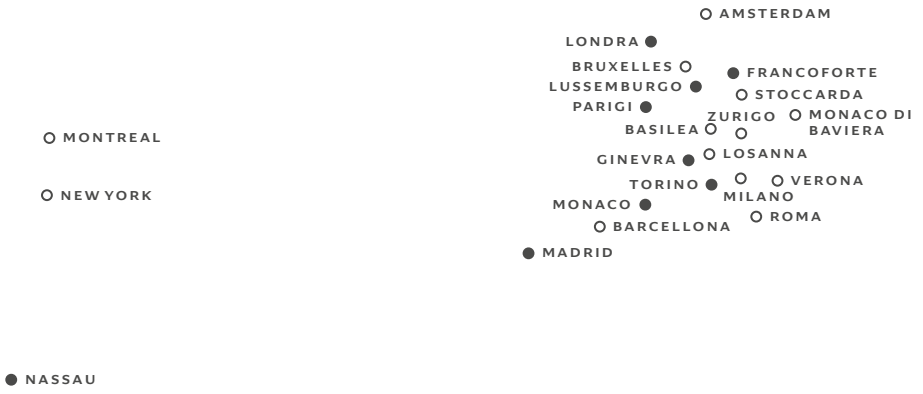 AMSTERDAM
LONDRA
BRUXELLES
FRANCOFORTE
LUSSEMBURGO
STOCCARDA
PARIGI
ZURIGO
MONACO DI
BAVIERA
BASILEA
MONTREAL
LOSANNA
GINEVRA
VERONA
TORINO
NEW YORK
MILANO
MONACO
ROMA
BARCELLONA
MADRID
NASSAU